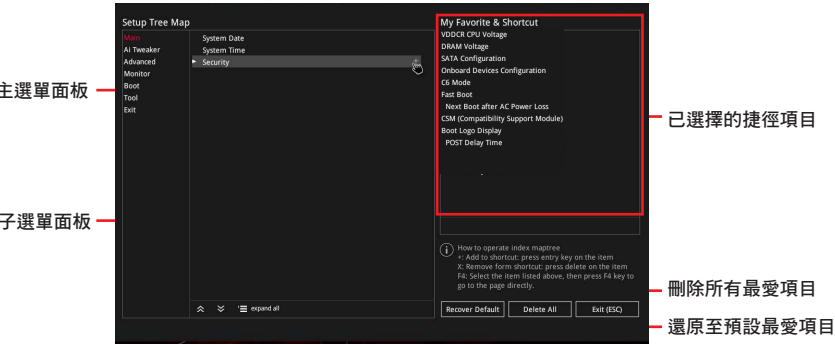 Setup Tree Map
Main
Ai Tweaker
Advanced
Monitor
Boot
Tool
Exit
System Date
System Time
Security
expand all
My Favorite & Shortcut
VDDCR CPU Voltage
DRAM Voltage
SATA Configuration
Onboard Devices Configuration
C6 Mode
Fast Boot
Next Boot after AC Power Loss
CSM (Compatibility Support Module)
Boot Logo Display
POST Delay Time
How to operate index maptree
+: Add to shortcut: press entry key on the item
X: Remove form shortcut: press delete on the item
F4: Select the item listed above, then press F4 key to
go to the page directly.
Recover Default
Delete All
Exit (ESC)
主選單面板
子選單面板
已選擇的捷徑項目
刪除所有最愛項目
還原至預設最愛項目